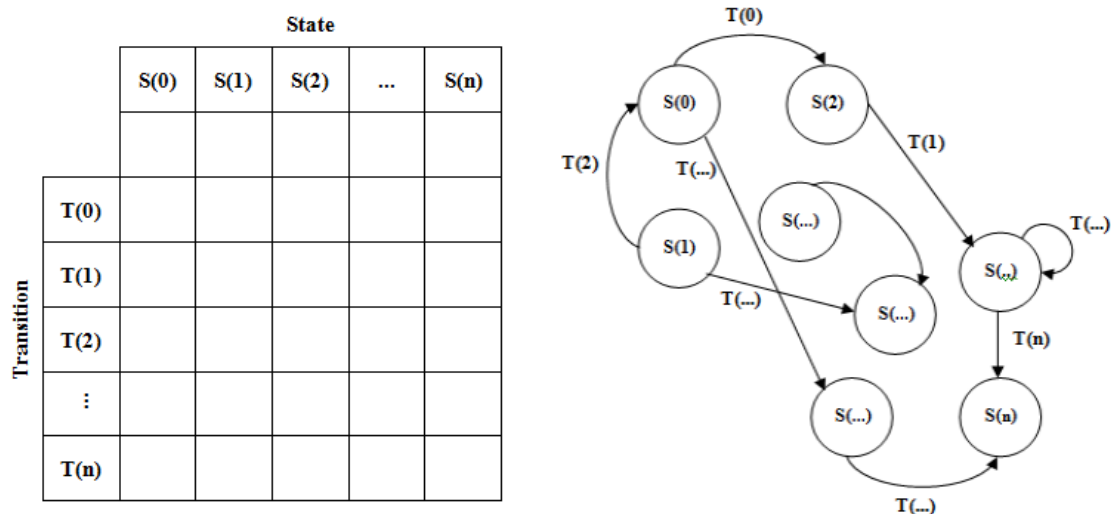 State
S(0) S(1) S(2) ... S(n)
Transition
T(0)
T(1)
T(2)
⋮
T(n)
T(0)
S(0)
S(2)
T(1)
T(2)
T(...)
S(...)
T(...)
S(1)
S(,,)
T(...)
S(...)
T(n)
S(...)
S(n)
T(...)